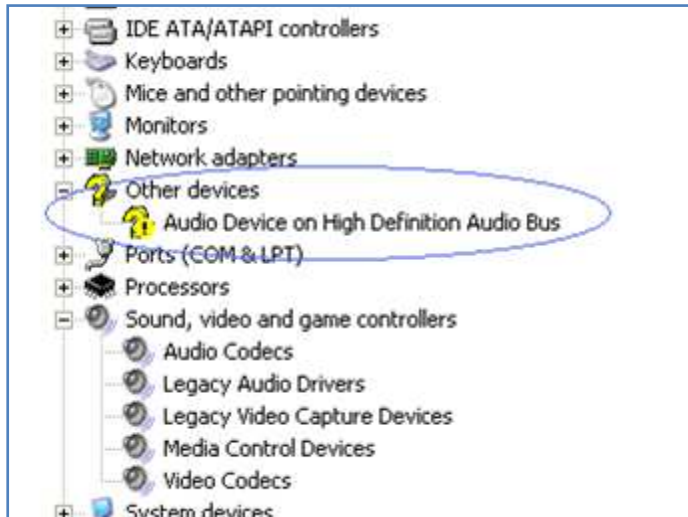 IDE ATA/ATAPI controllers
Keyboards
Mice and other pointing devices
Monitors
Network adapters
Other devices
Audio Device on High Definition Audio Bus
Ports (COM & LPT)
Processors
Sound, video and game controllers
Audio Codecs
Legacy Audio Drivers
Legacy Video Capture Devices
Media Control Devices
Video Codecs
System devices